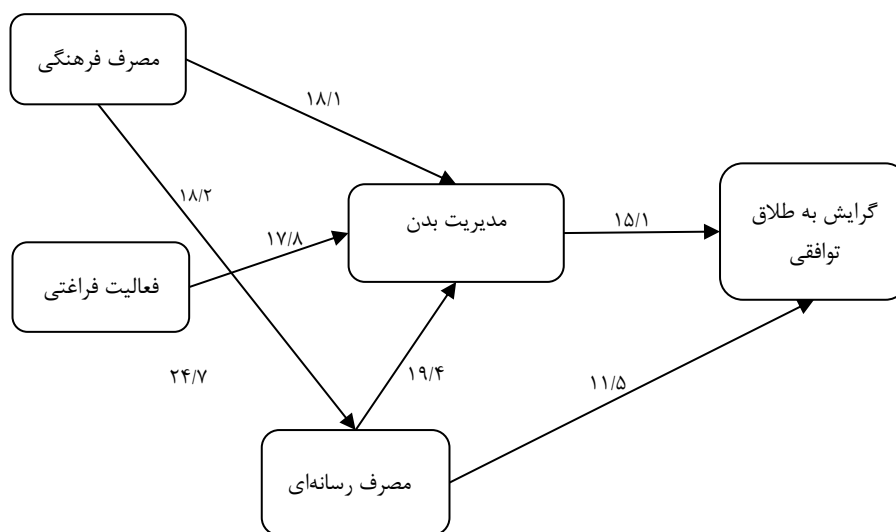 مصرف فرهنگی
۱۸/۱
۱۸/۲
مدیریت بدن
گرایش به طلاق
توافقی
۱۵/۱
۱۷/۸
فعالیت فراغتی
۲۴/۷
۱۹/۴
۱۱/۵
مصرف رسانه‌ای